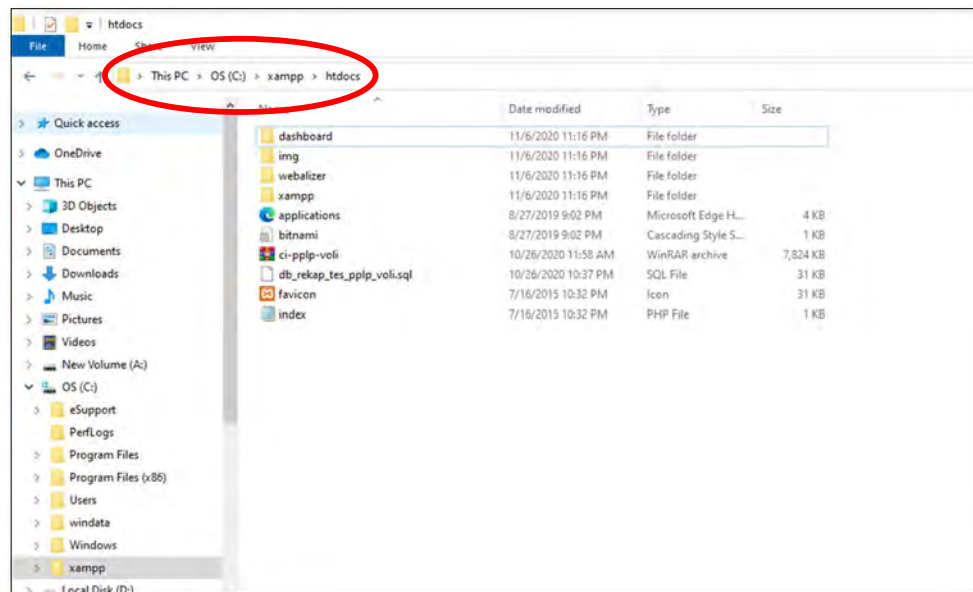 htdocs
File Home Share View
This PC > OS (C:) > xampp > htdocs
Name Date modified Type Size
Quick access
OneDrive
This PC
3D Objects
Desktop
Documents
Downloads
Music
Pictures
Videos
New Volume (A:)
OS (C:)
eSupport
PerfLogs
Program Files
Program Files (x86)
Users
windata
Windows
xampp
Local Disk (D:)
dashboard 11/6/2020 11:16 PM File folder
img 11/6/2020 11:16 PM File folder
webalizer 11/6/2020 11:16 PM File folder
xampp 11/6/2020 11:16 PM File folder
applications 8/27/2019 9:02 PM Microsoft Edge H... 4 KB
bitnami 8/27/2019 9:02 PM Cascading Style S... 1 KB
ci-pplp-voli 10/26/2020 11:58 AM WinRAR archive 7,824 KB
db_rekap_tes_pplp_voli.sql 10/26/2020 10:37 PM SQL File 31 KB
favicon 7/16/2015 10:32 PM Icon 31 KB
index 7/16/2015 10:32 PM PHP File 1 KB